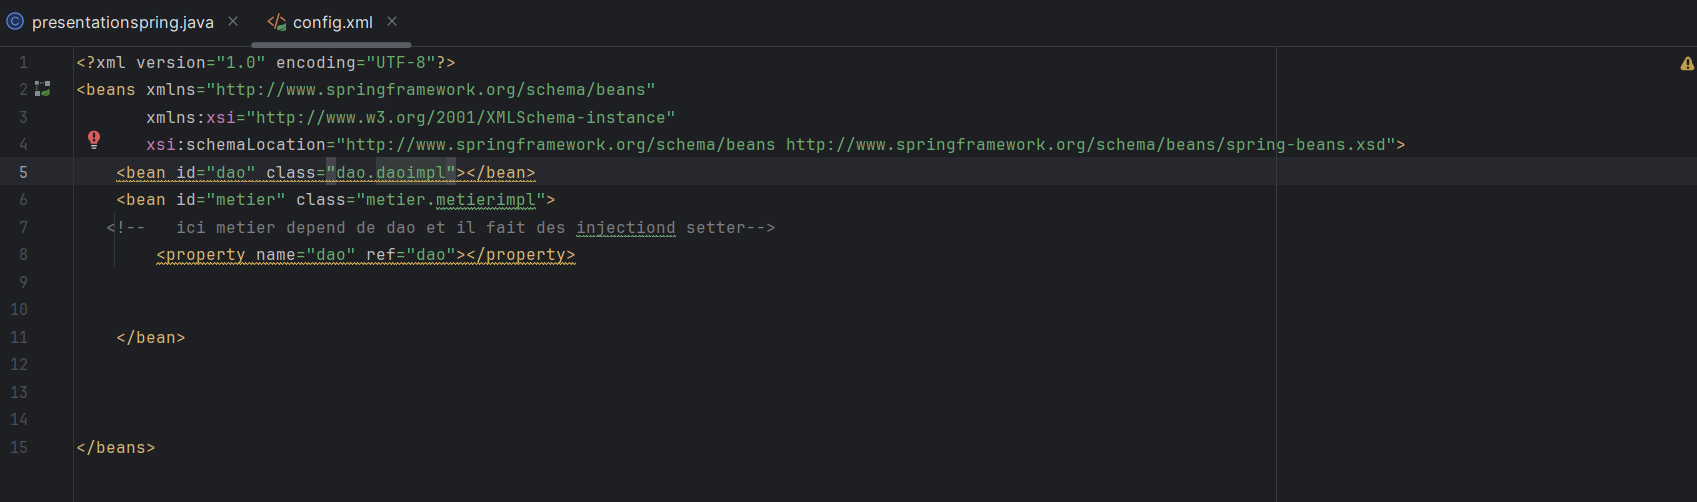 presentationspring.java config.xml
1 <?xml version="1.0" encoding="UTF-8"?>
2 <beans xmlns="http://www.springframework.org/schema/beans"
3 xmlns:xsi="http://www.w3.org/2001/XMLSchema-instance"
4 xsi:schemaLocation="http://www.springframework.org/schema/beans http://www.springframework.org/schema/beans/spring-beans.xsd">
5 <bean id="dao" class="dao.daoimpl"></bean>
6 <bean id="metier" class="metier.metierimpl">
7 <!-- ici metier depend de dao et il fait des injectiond setter-->
8 <property name="dao" ref="dao"></property>
9
10
11 </bean>
12
13
14
15 </beans>